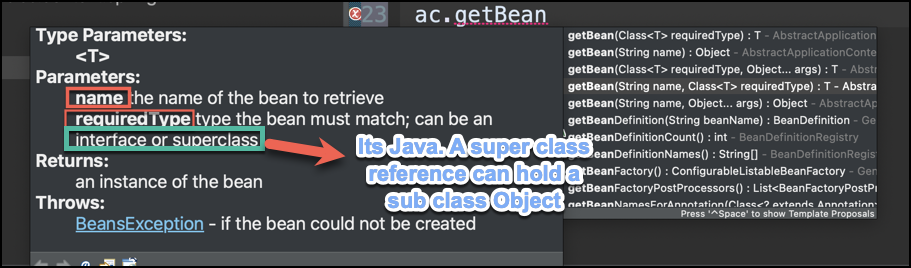 23
ac.getBean
Type Parameters:
<T>
Parameters:
name the name of the bean to retrieve
requiredType type the bean must match; can be an
interface or superclass
Returns:
an instance of the bean
Throws:
BeansException - if the bean could not be created
Its Java. A super class
reference can hold a
sub class Object
getBean(Class<T> requiredType) : T - AbstractApplication
getBean(String name) : Object - AbstractApplicationConte
getBean(Class<T> requiredType, Object... args) : T - Abst
getBean(String name, Class<T> requiredType) : T - Abstra
getBean(String name, Object... args) : Object - Abstract
getBeanDefinition(String beanName) : BeanDefinition - G
getBeanDefinitionCount() : int - BeanDefinitionRegistry
getBeanDefinitionNames() : String[] - BeanDefinitionRegi
getBeanFactory() : ConfigurableListableBeanFactory - Gen
getBeanFactoryPostProcessors() : List<BeanFactoryPostP
getBeanNamesForAnnotation(Class<? extends Annotation>
Press '^Space' to show Template Proposals